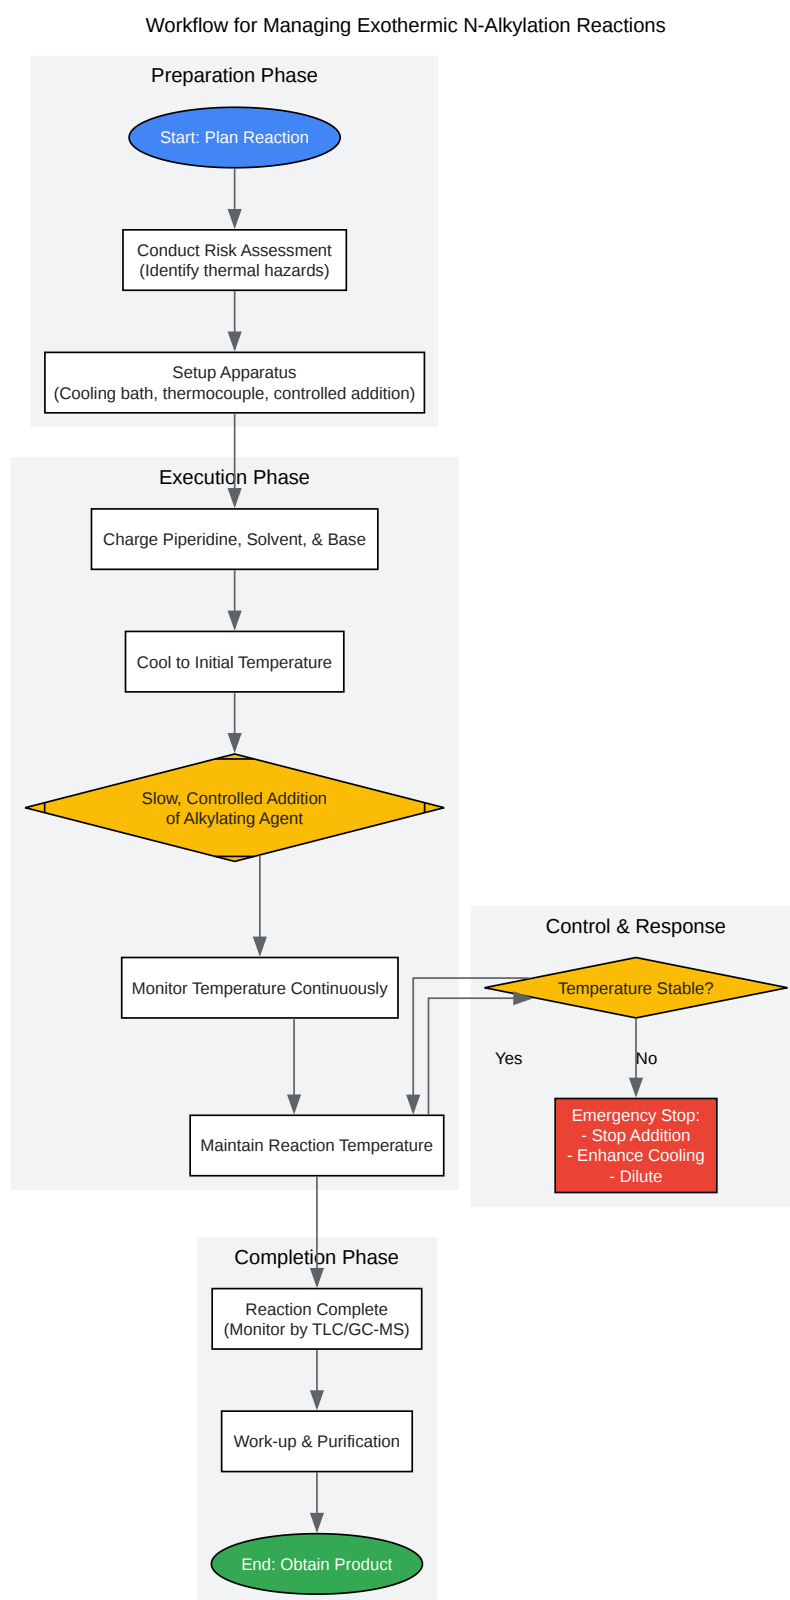 Workflow for Managing Exothermic N-Alkylation Reactions
Preparation Phase
Start: Plan Reaction
Conduct Risk Assessment
(Identify thermal hazards)
Setup Apparatus
(Cooling bath, thermocouple, controlled addition)
Execution Phase
Charge Piperidine, Solvent, & Base
Cool to Initial Temperature
Slow, Controlled Addition
of Alkylating Agent
Monitor Temperature Continuously
Maintain Reaction Temperature
Control & Response
Temperature Stable?
Yes
No
Emergency Stop:
- Stop Addition
- Enhance Cooling
- Dilute
Completion Phase
Reaction Complete
(Monitor by TLC/GC-MS)
Work-up & Purification
End: Obtain Product